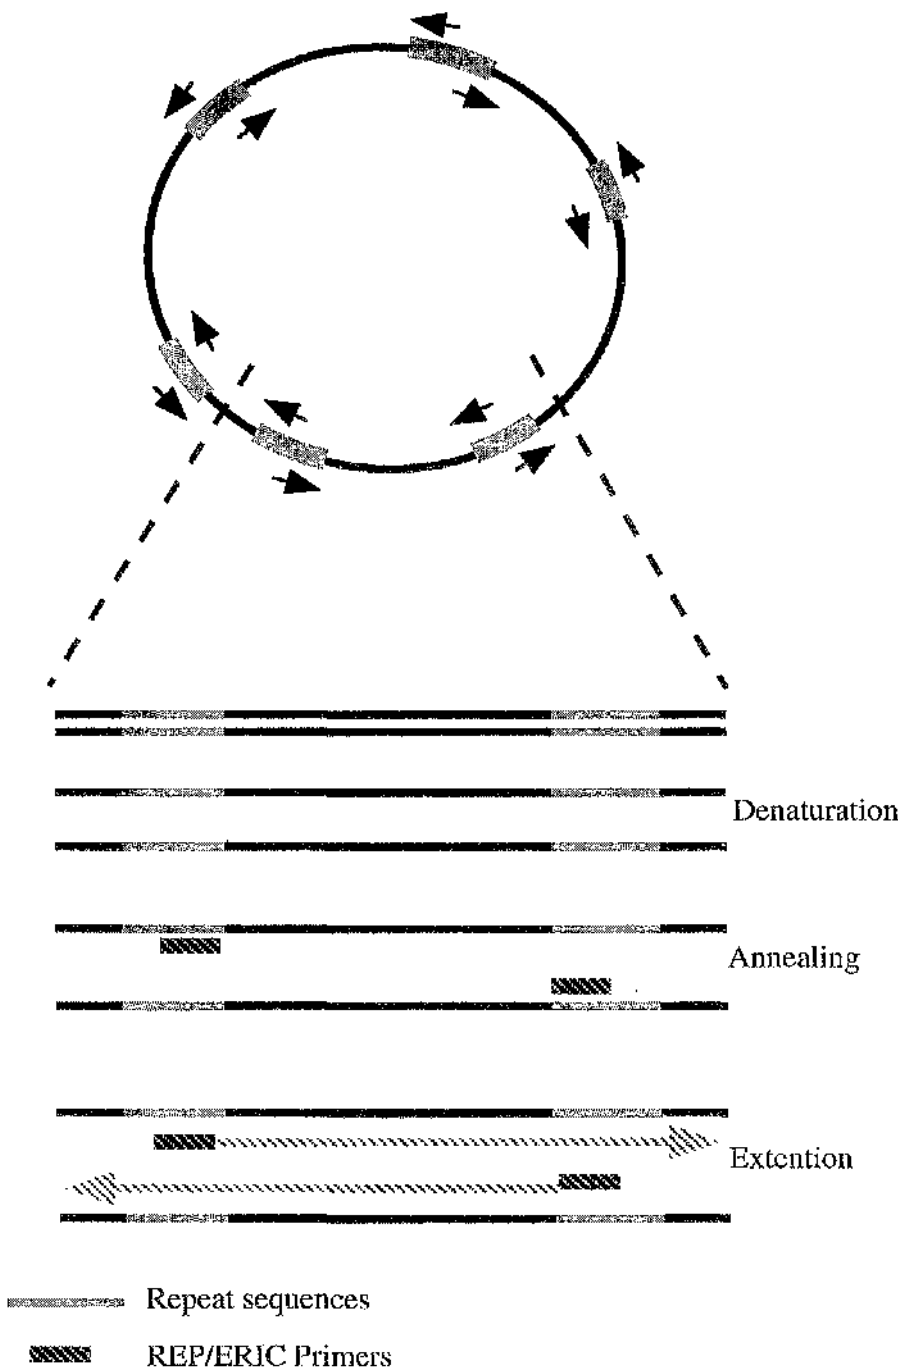 Denaturation
Annealing
Extention
Repeat sequences
REP/ERIC Primers